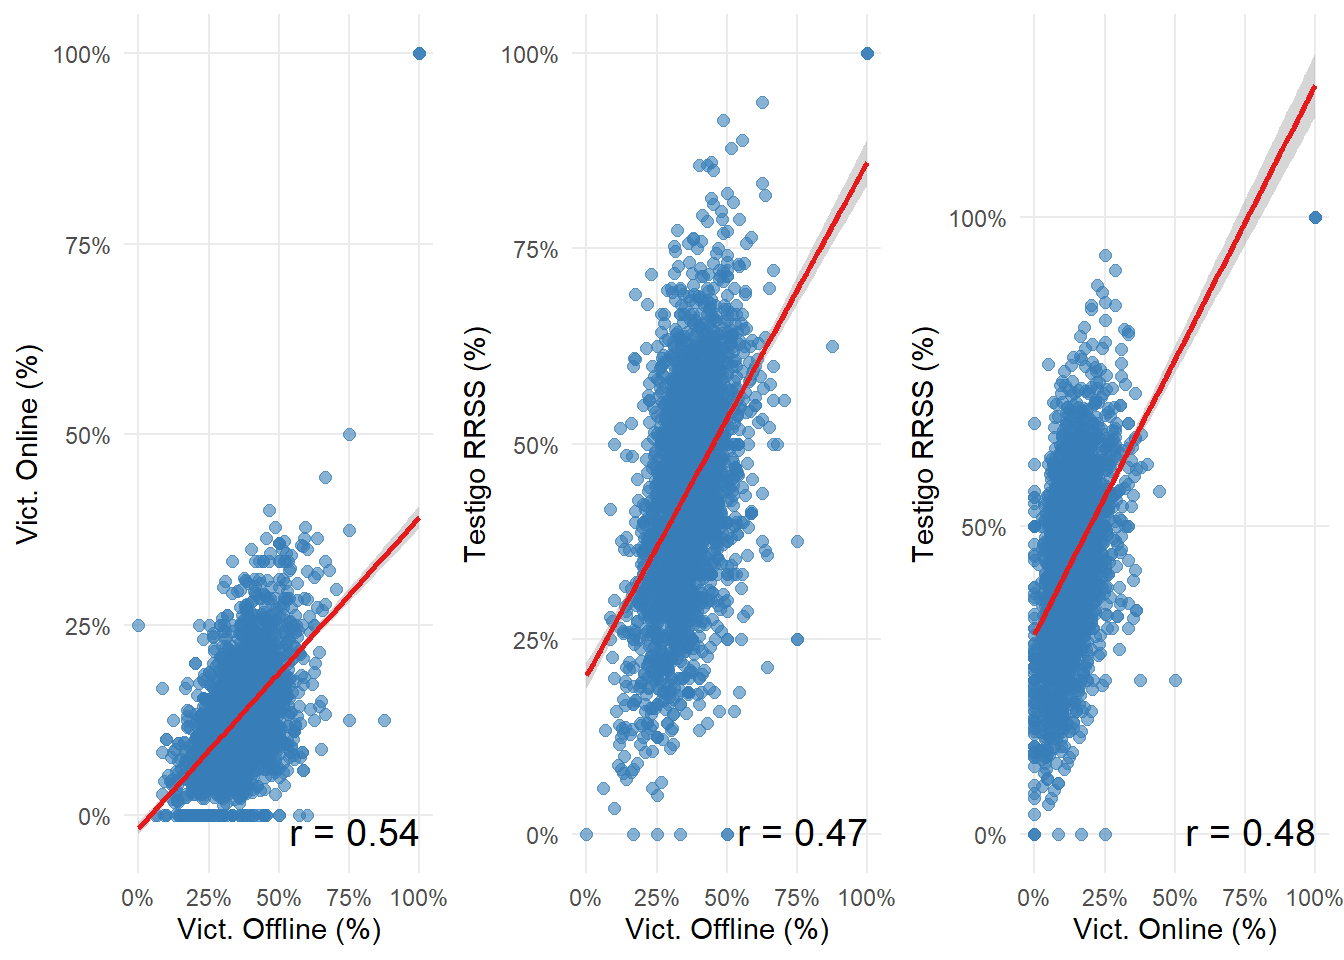 100%
75%
50%
25%
0%
Vict. Online (%)
r = 0.54
0% 25% 50% 75% 100%
Vict. Offline (%)
100%
75%
50%
25%
0%
Testigo RRSS (%)
r = 0.47
0% 25% 50% 75% 100%
Vict. Offline (%)
100%
50%
0%
Testigo RRSS (%)
r = 0.48
0% 25% 50% 75% 100%
Vict. Online (%)